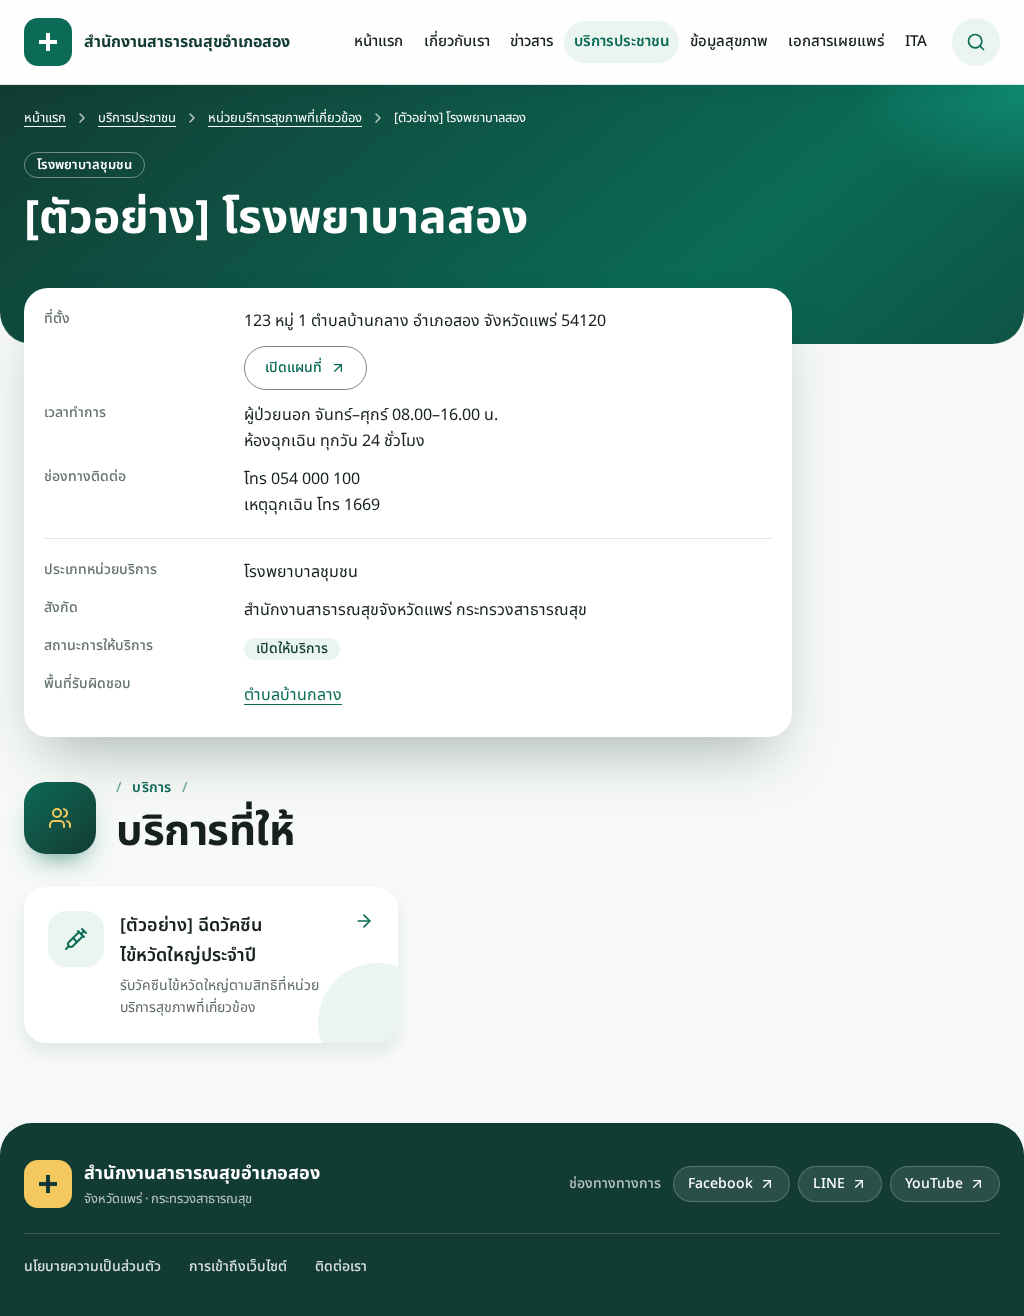 สำนักงานสาธารณสุขอำเภอสอง
หน้าแรก
เกี่ยวกับเรา
ข่าวสาร
บริการประชาชน
ข้อมูลสุขภาพ
เอกสารเผยแพร่
ITA
หน้าแรก
บริการประชาชน
หน่วยบริการสุขภาพที่เกี่ยวข้อง
[ตัวอย่าง] โรงพยาบาลสอง
โรงพยาบาลชุมชน
[ตัวอย่าง] โรงพยาบาลสอง
ที่ตั้ง
123 หมู่ 1 ตำบลบ้านกลาง อำเภอสอง จังหวัดแพร่ 54120
เปิดแผนที่
เวลาทำการ
ผู้ป่วยนอก จันทร์–ศุกร์ 08.00–16.00 น.
ห้องฉุกเฉิน ทุกวัน 24 ชั่วโมง
ช่องทางติดต่อ
โทร 054 000 100
เหตุฉุกเฉิน โทร 1669
ประเภทหน่วยบริการ
โรงพยาบาลชุมชน
สังกัด
สำนักงานสาธารณสุขจังหวัดแพร่ กระทรวงสาธารณสุข
สถานะการให้บริการ
เปิดให้บริการ
พื้นที่รับผิดชอบ
ตำบลบ้านกลาง
/ บริการ /
บริการที่ให้
[ตัวอย่าง] ฉีดวัคซีน
ไข้หวัดใหญ่ประจำปี
รับวัคซีนไข้หวัดใหญ่ตามสิทธิที่หน่วย
บริการสุขภาพที่เกี่ยวข้อง
สำนักงานสาธารณสุขอำเภอสอง
จังหวัดแพร่ · กระทรวงสาธารณสุข
ช่องทางทางการ
Facebook
LINE
YouTube
นโยบายความเป็นส่วนตัว
การเข้าถึงเว็บไซต์
ติดต่อเรา